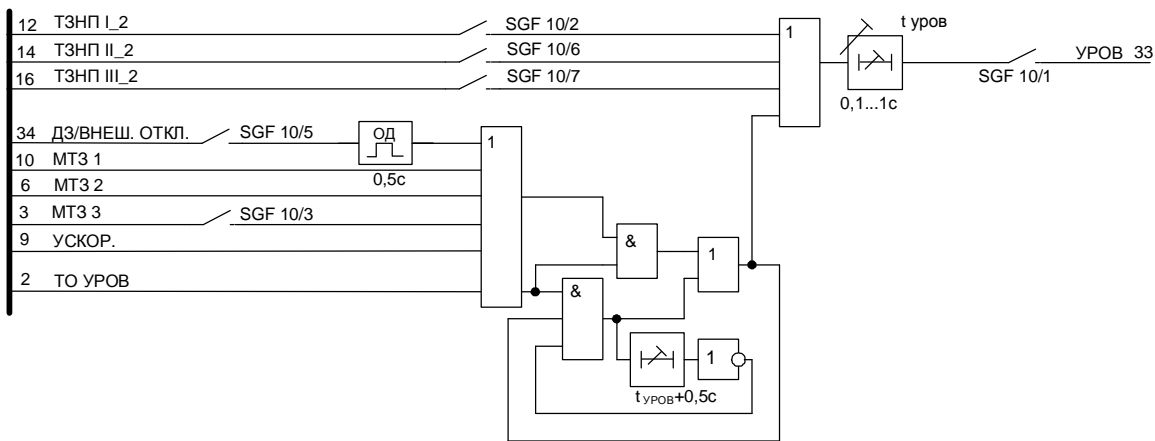 12 ТЗНП I_2 SGF 10/2
14 ТЗНП II_2 SGF 10/6
16 ТЗНП III_2 SGF 10/7
1
t уров
0,1...1с
SGF 10/1
УРОВ 33
34 ДЗ/ВНЕШ. ОТКЛ. SGF 10/5
ОД
0,5с
10 МТЗ 1
6 МТЗ 2
3 МТЗ 3 SGF 10/3
9 УСКОР.
2 ТО УРОВ
1
&
1
&
1
t УРОВ+0,5с